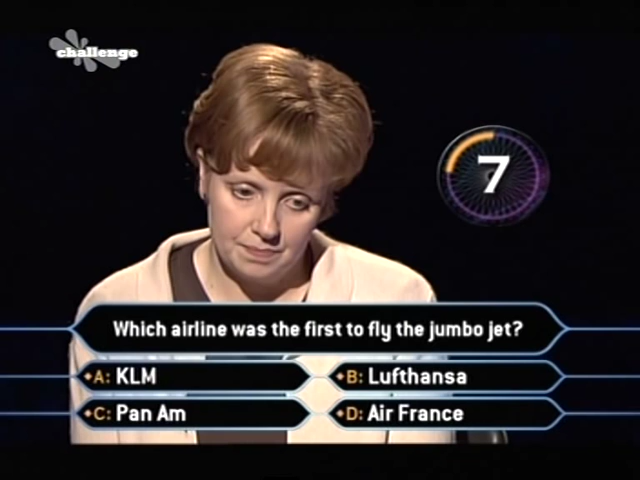 challenge
7
Which airline was the first to fly the jumbo jet?
A: KLM
B: Lufthansa
C: Pan Am
D: Air France